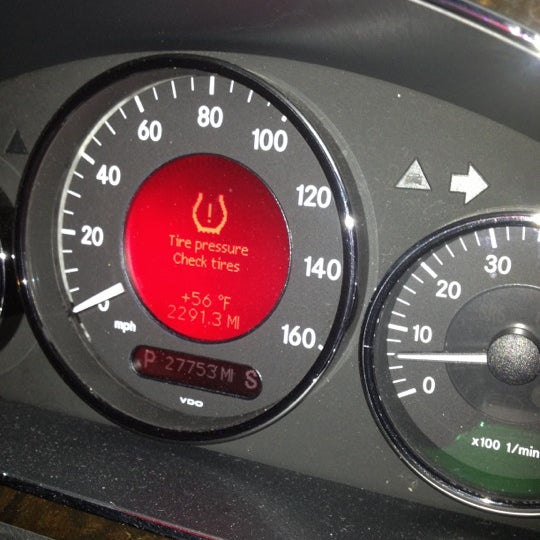 80
60
100
40
120
20
140
0
160
mph
Tire pressure
Check tires
+56 °F
2291.3 MI
P 27753 MI S
VDO
30
20
10
0
x100 1/min